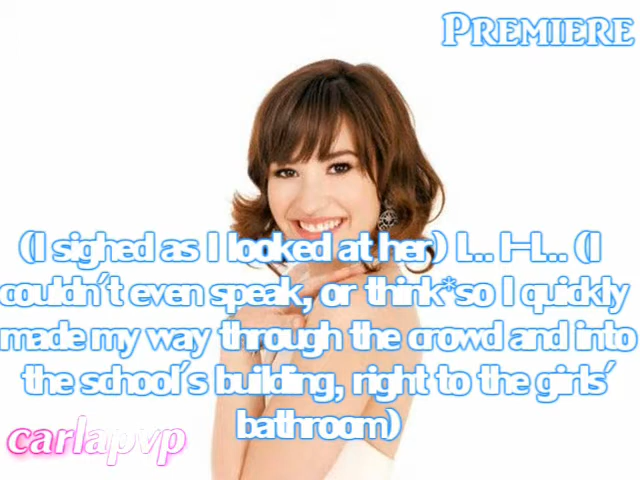 PREMIERE
(I sighed as I looked at her) I... I-I... (I
couldn't even speak, or think*so I quickly
made my way through the crowd and into
the school's building, right to the girls'
bathroom)
carlapvp